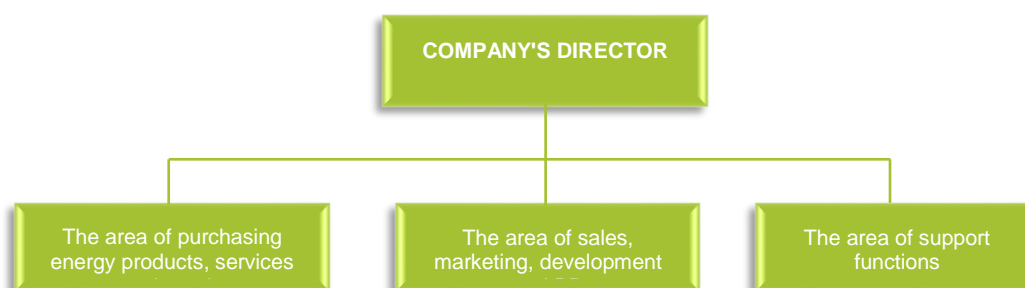 COMPANY'S DIRECTOR
The area of purchasing
energy products, services
The area of sales,
marketing, development
The area of support
functions